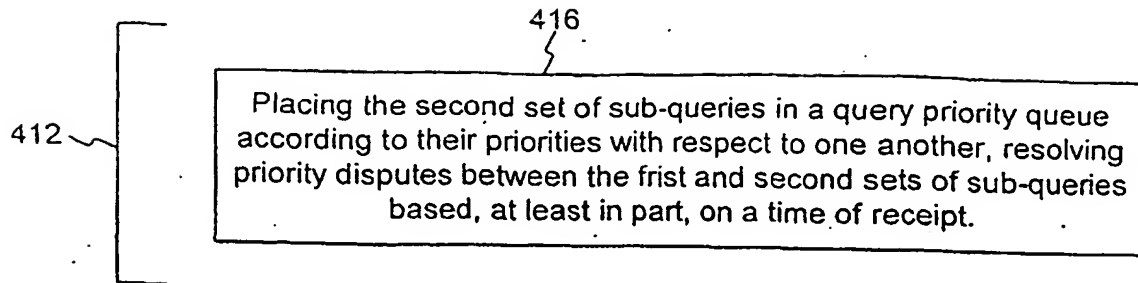 416
412
Placing the second set of sub-queries in a query priority queue
according to their priorities with respect to one another, resolving
priority disputes between the frist and second sets of sub-queries
based, at least in part, on a time of receipt.